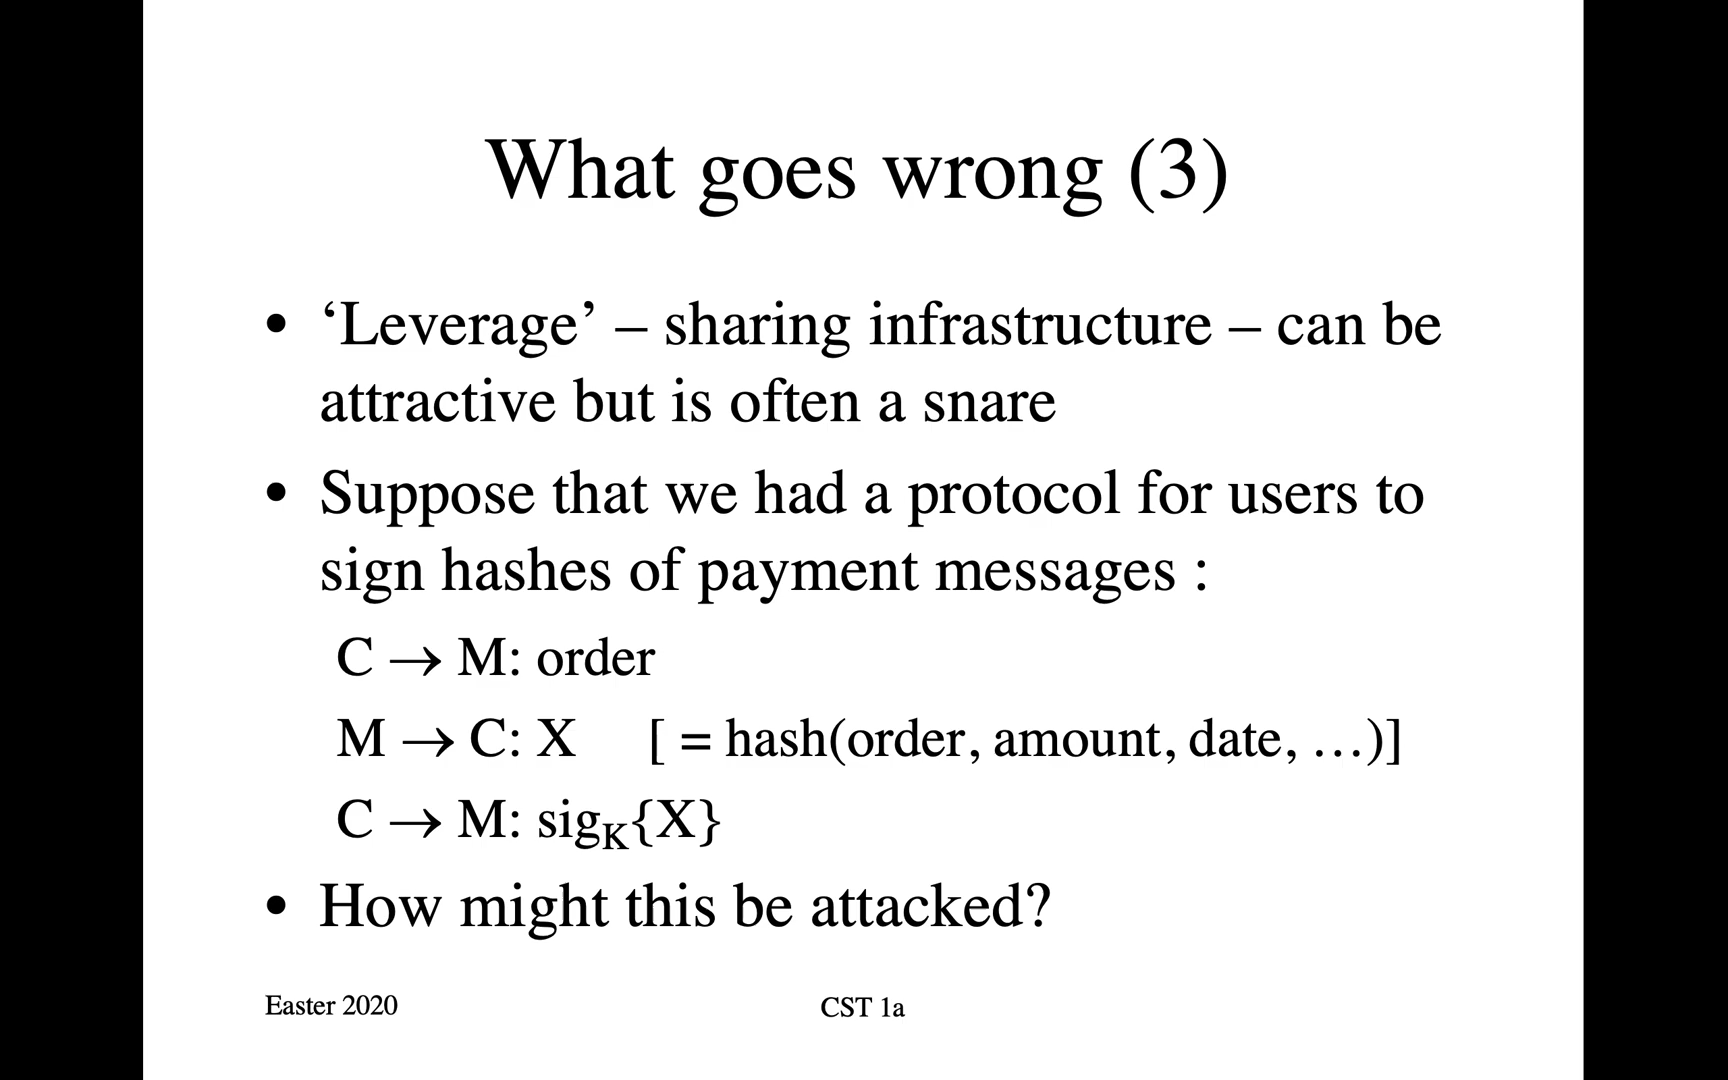 What goes wrong (3)
• ‘Leverage’ – sharing infrastructure – can be
attractive but is often a snare
• Suppose that we had a protocol for users to
sign hashes of payment messages :
C → M: order
M → C: X [ = hash(order, amount, date, …)]
C → M: sigK{X}
• How might this be attacked?
Easter 2020
CST 1a